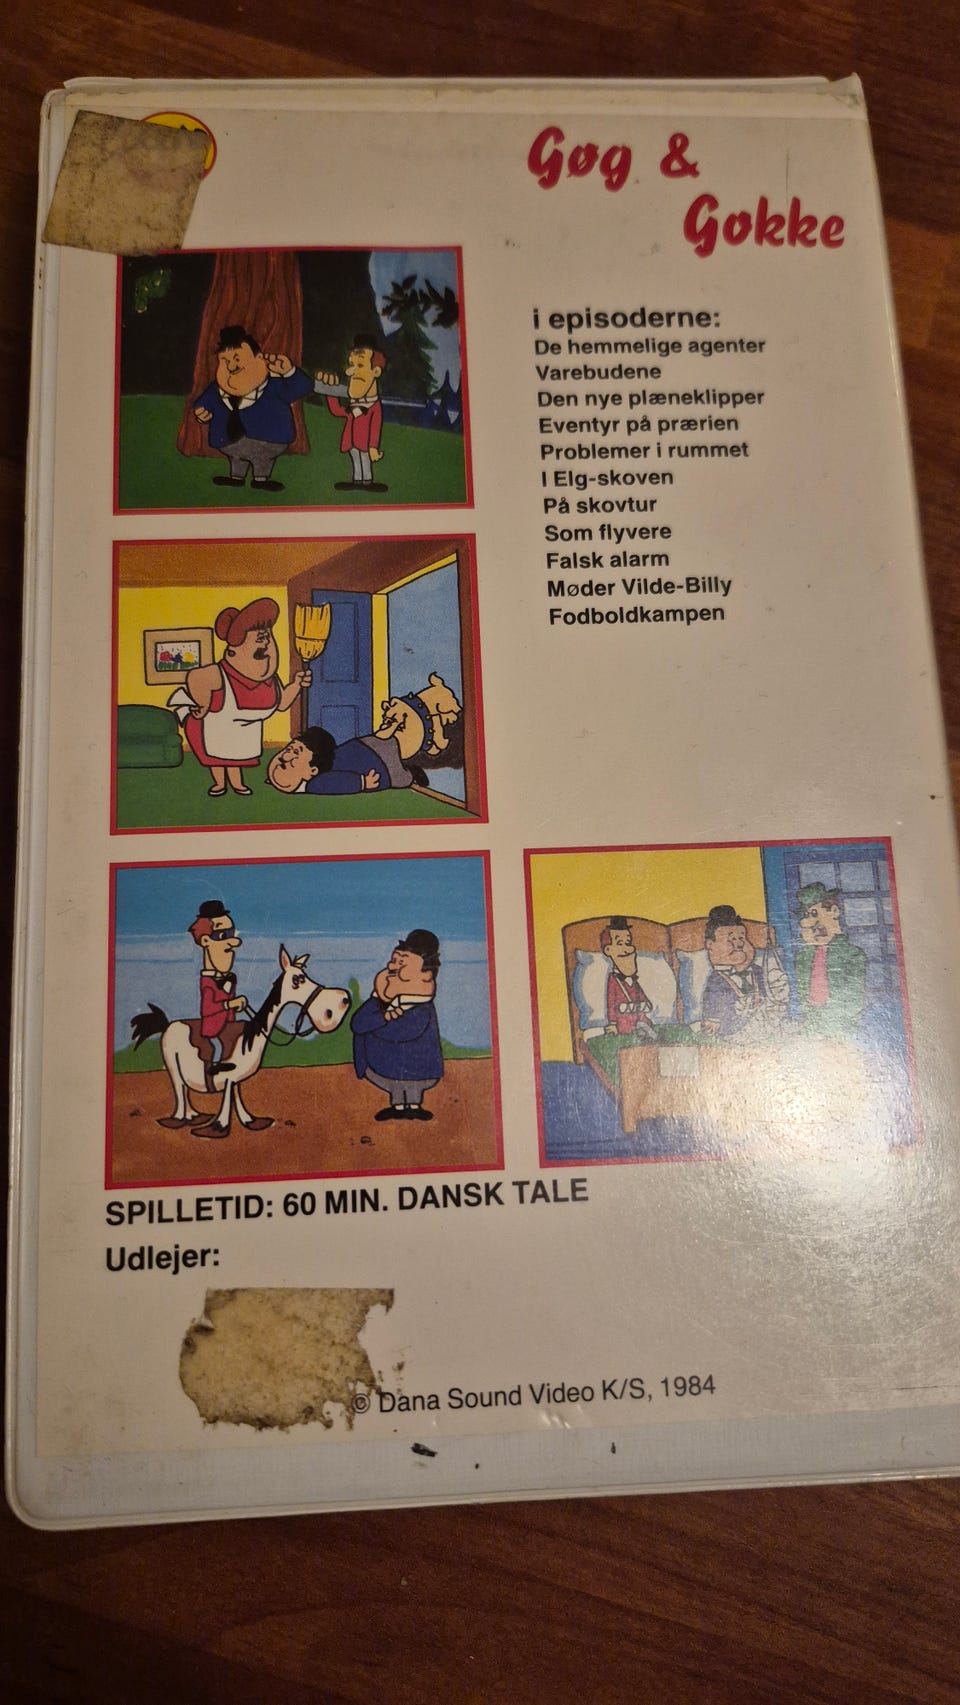 Gøg &
Gokke
i episoderne:
De hemmelige agenter
Varebudene
Den nye plæneklipper
Eventyr på prærien
Problemer i rummet
I Elg-skoven
På skovtur
Som flyvere
Falsk alarm
Møder Vilde-Billy
Fodboldkampen
SPILLETID: 60 MIN. DANSK TALE
Udlejer:
© Dana Sound Video K/S, 1984